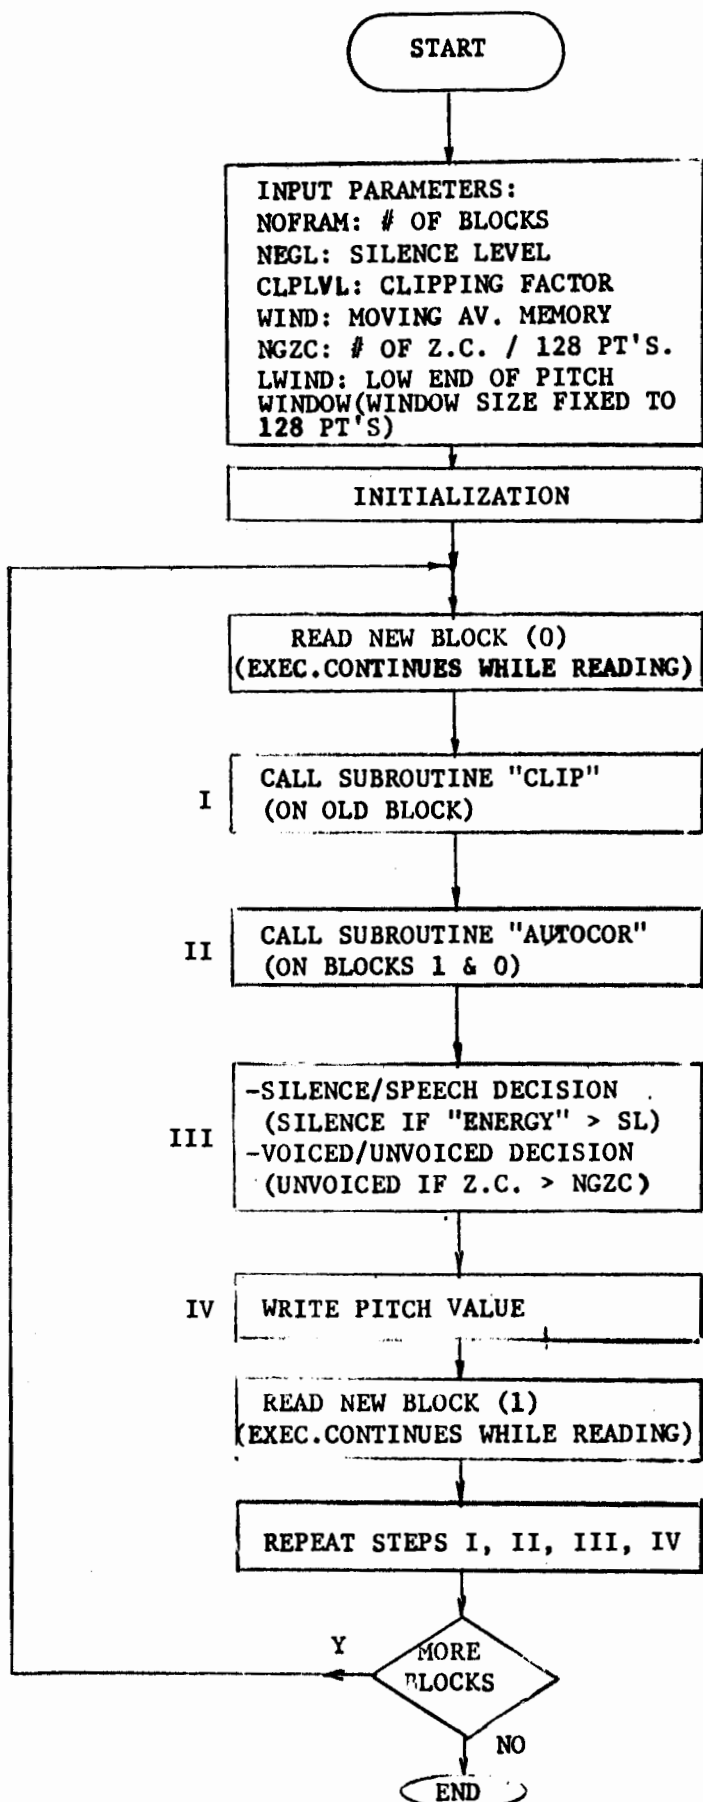 START
INPUT PARAMETERS:
NOFRAM: # OF BLOCKS
NEGL: SILENCE LEVEL
CLPLVL: CLIPPING FACTOR
WIND: MOVING AV. MEMORY
NGZC: # OF Z.C. / 128 PT'S.
LWIND: LOW END OF PITCH
WINDOW(WINDOW SIZE FIXED TO
128 PT'S)
INITIALIZATION
READ NEW BLOCK (0)
(EXEC.CONTINUES WHILE READING)
I
CALL SUBROUTINE "CLIP"
(ON OLD BLOCK)
II
CALL SUBROUTINE "AUTOCOR"
(ON BLOCKS 1 & 0)
III
-SILENCE/SPEECH DECISION
(SILENCE IF "ENERGY" > SL)
-VOICED/UNVOICED DECISION
(UNVOICED IF Z.C. > NGZC)
IV
WRITE PITCH VALUE
READ NEW BLOCK (1)
(EXEC.CONTINUES WHILE READING)
REPEAT STEPS I, II, III, IV
Y
MORE
BLOCKS
NO
END